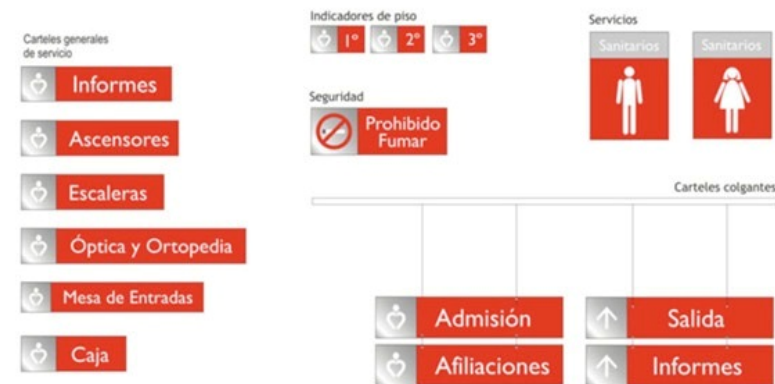 Carteles generales
de servicio
Informes
Ascensores
Escaleras
Óptica y Ortopedia
Mesa de Entradas
Caja
Indicadores de piso
1º
2º
3º
Seguridad
Prohibido
Fumar
Servicios
Sanitarios
Sanitarios
Carteles colgantes
Admisión
Salida
Afiliaciones
Informes